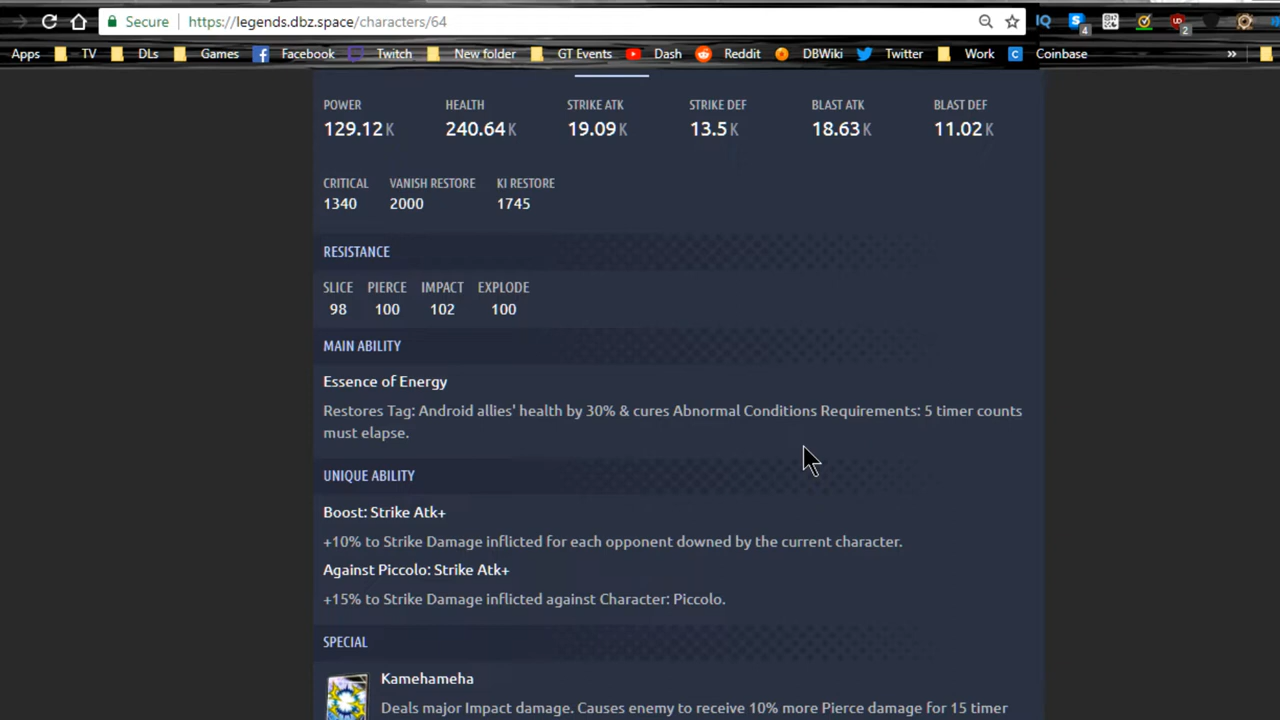 Secure https://legends.dbz.space/characters/64 IQ 4 UD 2
Apps TV DLs Games Facebook Twitch New folder GT Events Dash Reddit DBWiki Twitter Work C Coinbase »
POWER HEALTH STRIKE ATK STRIKE DEF BLAST ATK BLAST DEF
129.12 K 240.64 K 19.09 K 13.5 K 18.63 K 11.02 K
CRITICAL VANISH RESTORE KI RESTORE
1340 2000 1745
RESISTANCE
SLICE PIERCE IMPACT EXPLODE
98 100 102 100
MAIN ABILITY
Essence of Energy
Restores Tag: Android allies' health by 30% & cures Abnormal Conditions Requirements: 5 timer counts
must elapse.
UNIQUE ABILITY
Boost: Strike Atk+
+10% to Strike Damage inflicted for each opponent downed by the current character.
Against Piccolo: Strike Atk+
+15% to Strike Damage inflicted against Character: Piccolo.
SPECIAL
Kamehameha
Deals major Impact damage. Causes enemy to receive 10% more Pierce damage for 15 timer